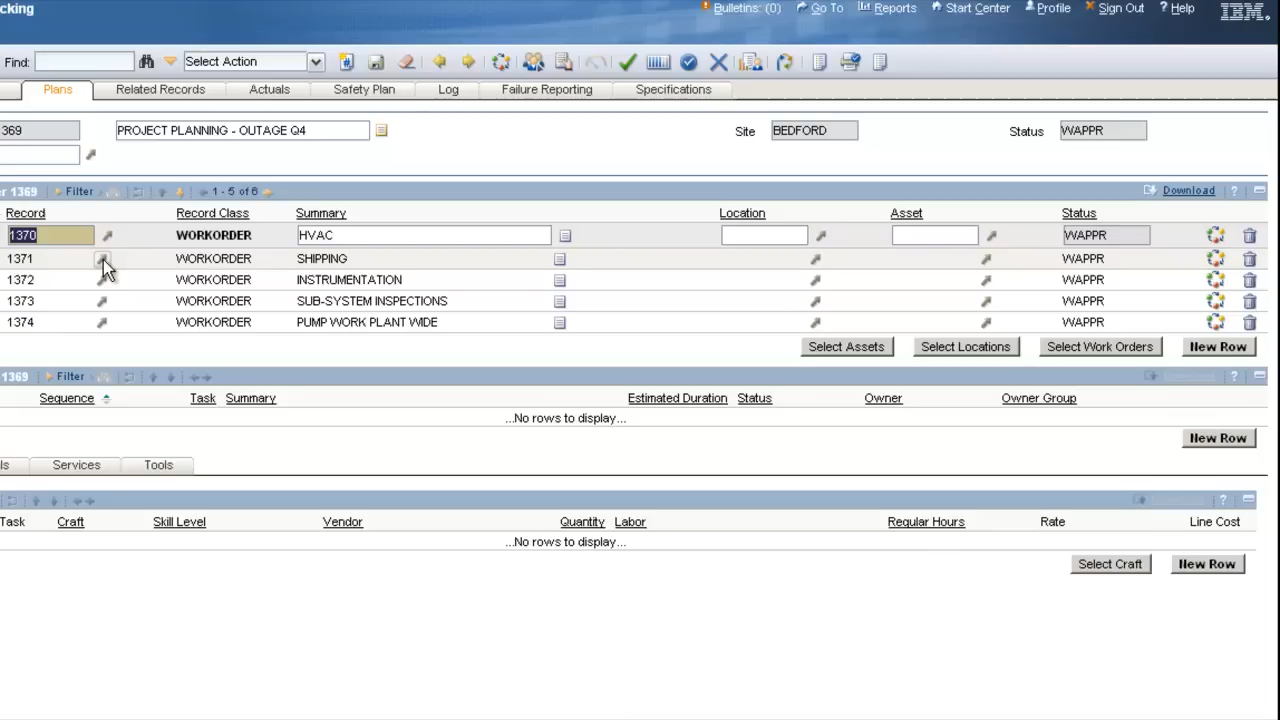 cking Bulletins: (0) Go To Reports Start Center Profile Sign Out ? Help IBM.
Find: Select Action
Plans Related Records Actuals Safety Plan Log Failure Reporting Specifications
369 PROJECT PLANNING - OUTAGE Q4 Site BEDFORD Status WAPPR
er 1369 Filter 1 - 5 of 6 Download ?
Record Record Class Summary Location Asset Status
1370 WORKORDER HVAC WAPPR
1371 WORKORDER SHIPPING WAPPR
1372 WORKORDER INSTRUMENTATION WAPPR
1373 WORKORDER SUB-SYSTEM INSPECTIONS WAPPR
1374 WORKORDER PUMP WORK PLANT WIDE WAPPR
Select Assets Select Locations Select Work Orders New Row
1369 Filter ?
Sequence Task Summary Estimated Duration Status Owner Owner Group
...No rows to display...
New Row
ls Services Tools
?
Task Craft Skill Level Vendor Quantity Labor Regular Hours Rate Line Cost
...No rows to display...
Select Craft New Row